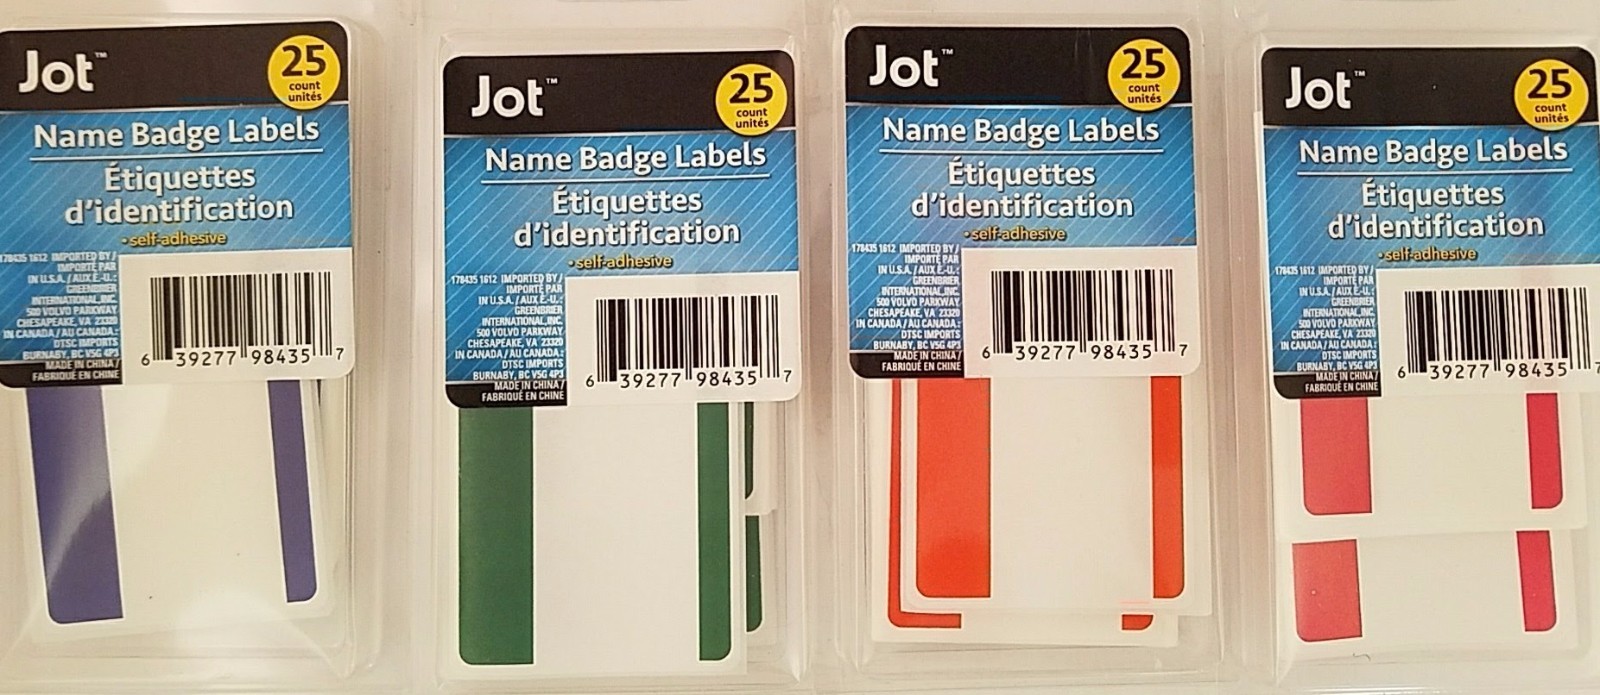 Jot™
25
count
unités
Name Badge Labels
Étiquettes
d'identification
•self-adhesive
178435 1612 IMPORTED BY /
IMPORTÉ PAR
IN U.S.A. / AUX É.-U.:
GREENBRIER
INTERNATIONAL, INC.
500 VOLVO PARKWAY
CHESAPEAKE, VA 23320
IN CANADA / AU CANADA:
DTSC IMPORTS
BURNABY, BC V5G 4P3
MADE IN CHINA /
FABRIQUÉ EN CHINE
6 39277 98435 7
Jot™
25
count
unités
Name Badge Labels
Étiquettes
d'identification
•self-adhesive
178435 1612 IMPORTED BY /
IMPORTÉ PAR
IN U.S.A. / AUX É.-U.:
GREENBRIER
INTERNATIONAL, INC.
500 VOLVO PARKWAY
CHESAPEAKE, VA 23320
IN CANADA / AU CANADA:
DTSC IMPORTS
BURNABY, BC V5G 4P3
MADE IN CHINA /
FABRIQUÉ EN CHINE
6 39277 98435 7
Jot™
25
count
unités
Name Badge Labels
Étiquettes
d'identification
•self-adhesive
178435 1612 IMPORTED BY /
IMPORTÉ PAR
IN U.S.A. / AUX É.-U.:
GREENBRIER
INTERNATIONAL, INC.
500 VOLVO PARKWAY
CHESAPEAKE, VA 23320
IN CANADA / AU CANADA:
DTSC IMPORTS
BURNABY, BC V5G 4P3
MADE IN CHINA /
FABRIQUÉ EN CHINE
6 39277 98435 7
Jot™
25
count
unités
Name Badge Labels
Étiquettes
d'identification
•self-adhesive
178435 1612 IMPORTED BY /
IMPORTÉ PAR
IN U.S.A. / AUX É.-U.:
GREENBRIER
INTERNATIONAL, INC.
500 VOLVO PARKWAY
CHESAPEAKE, VA 23320
IN CANADA / AU CANADA:
DTSC IMPORTS
BURNABY, BC V5G 4P3
MADE IN CHINA /
FABRIQUÉ EN CHINE
6 39277 98435 7